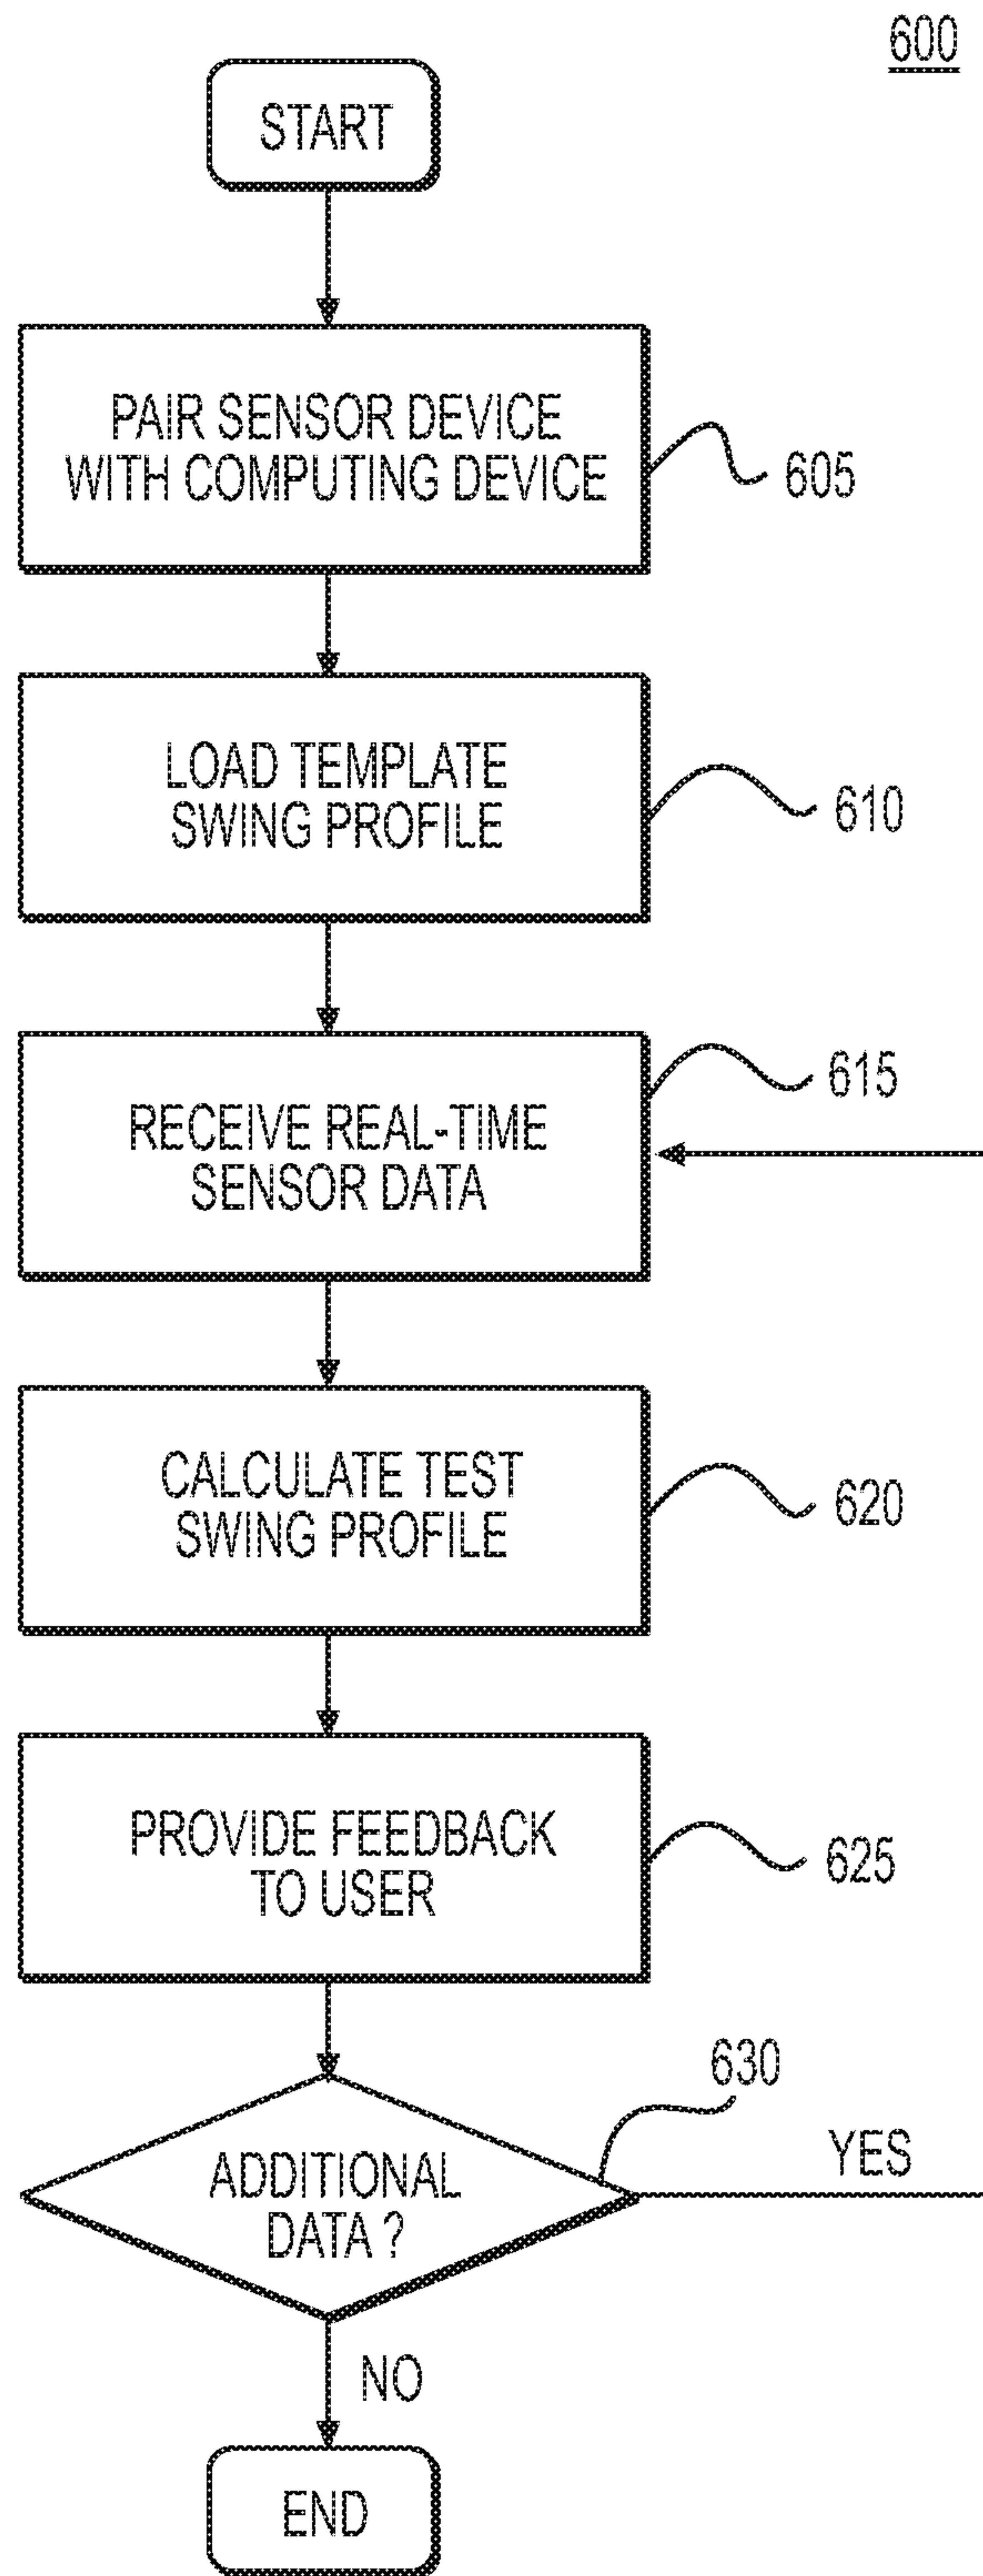 600
START
PAIR SENSOR DEVICE
WITH COMPUTING DEVICE
605
LOAD TEMPLATE
SWING PROFILE
610
RECEIVE REAL-TIME
SENSOR DATA
615
CALCULATE TEST
SWING PROFILE
620
PROVIDE FEEDBACK
TO USER
625
630
ADDITIONAL
DATA ?
YES
NO
END